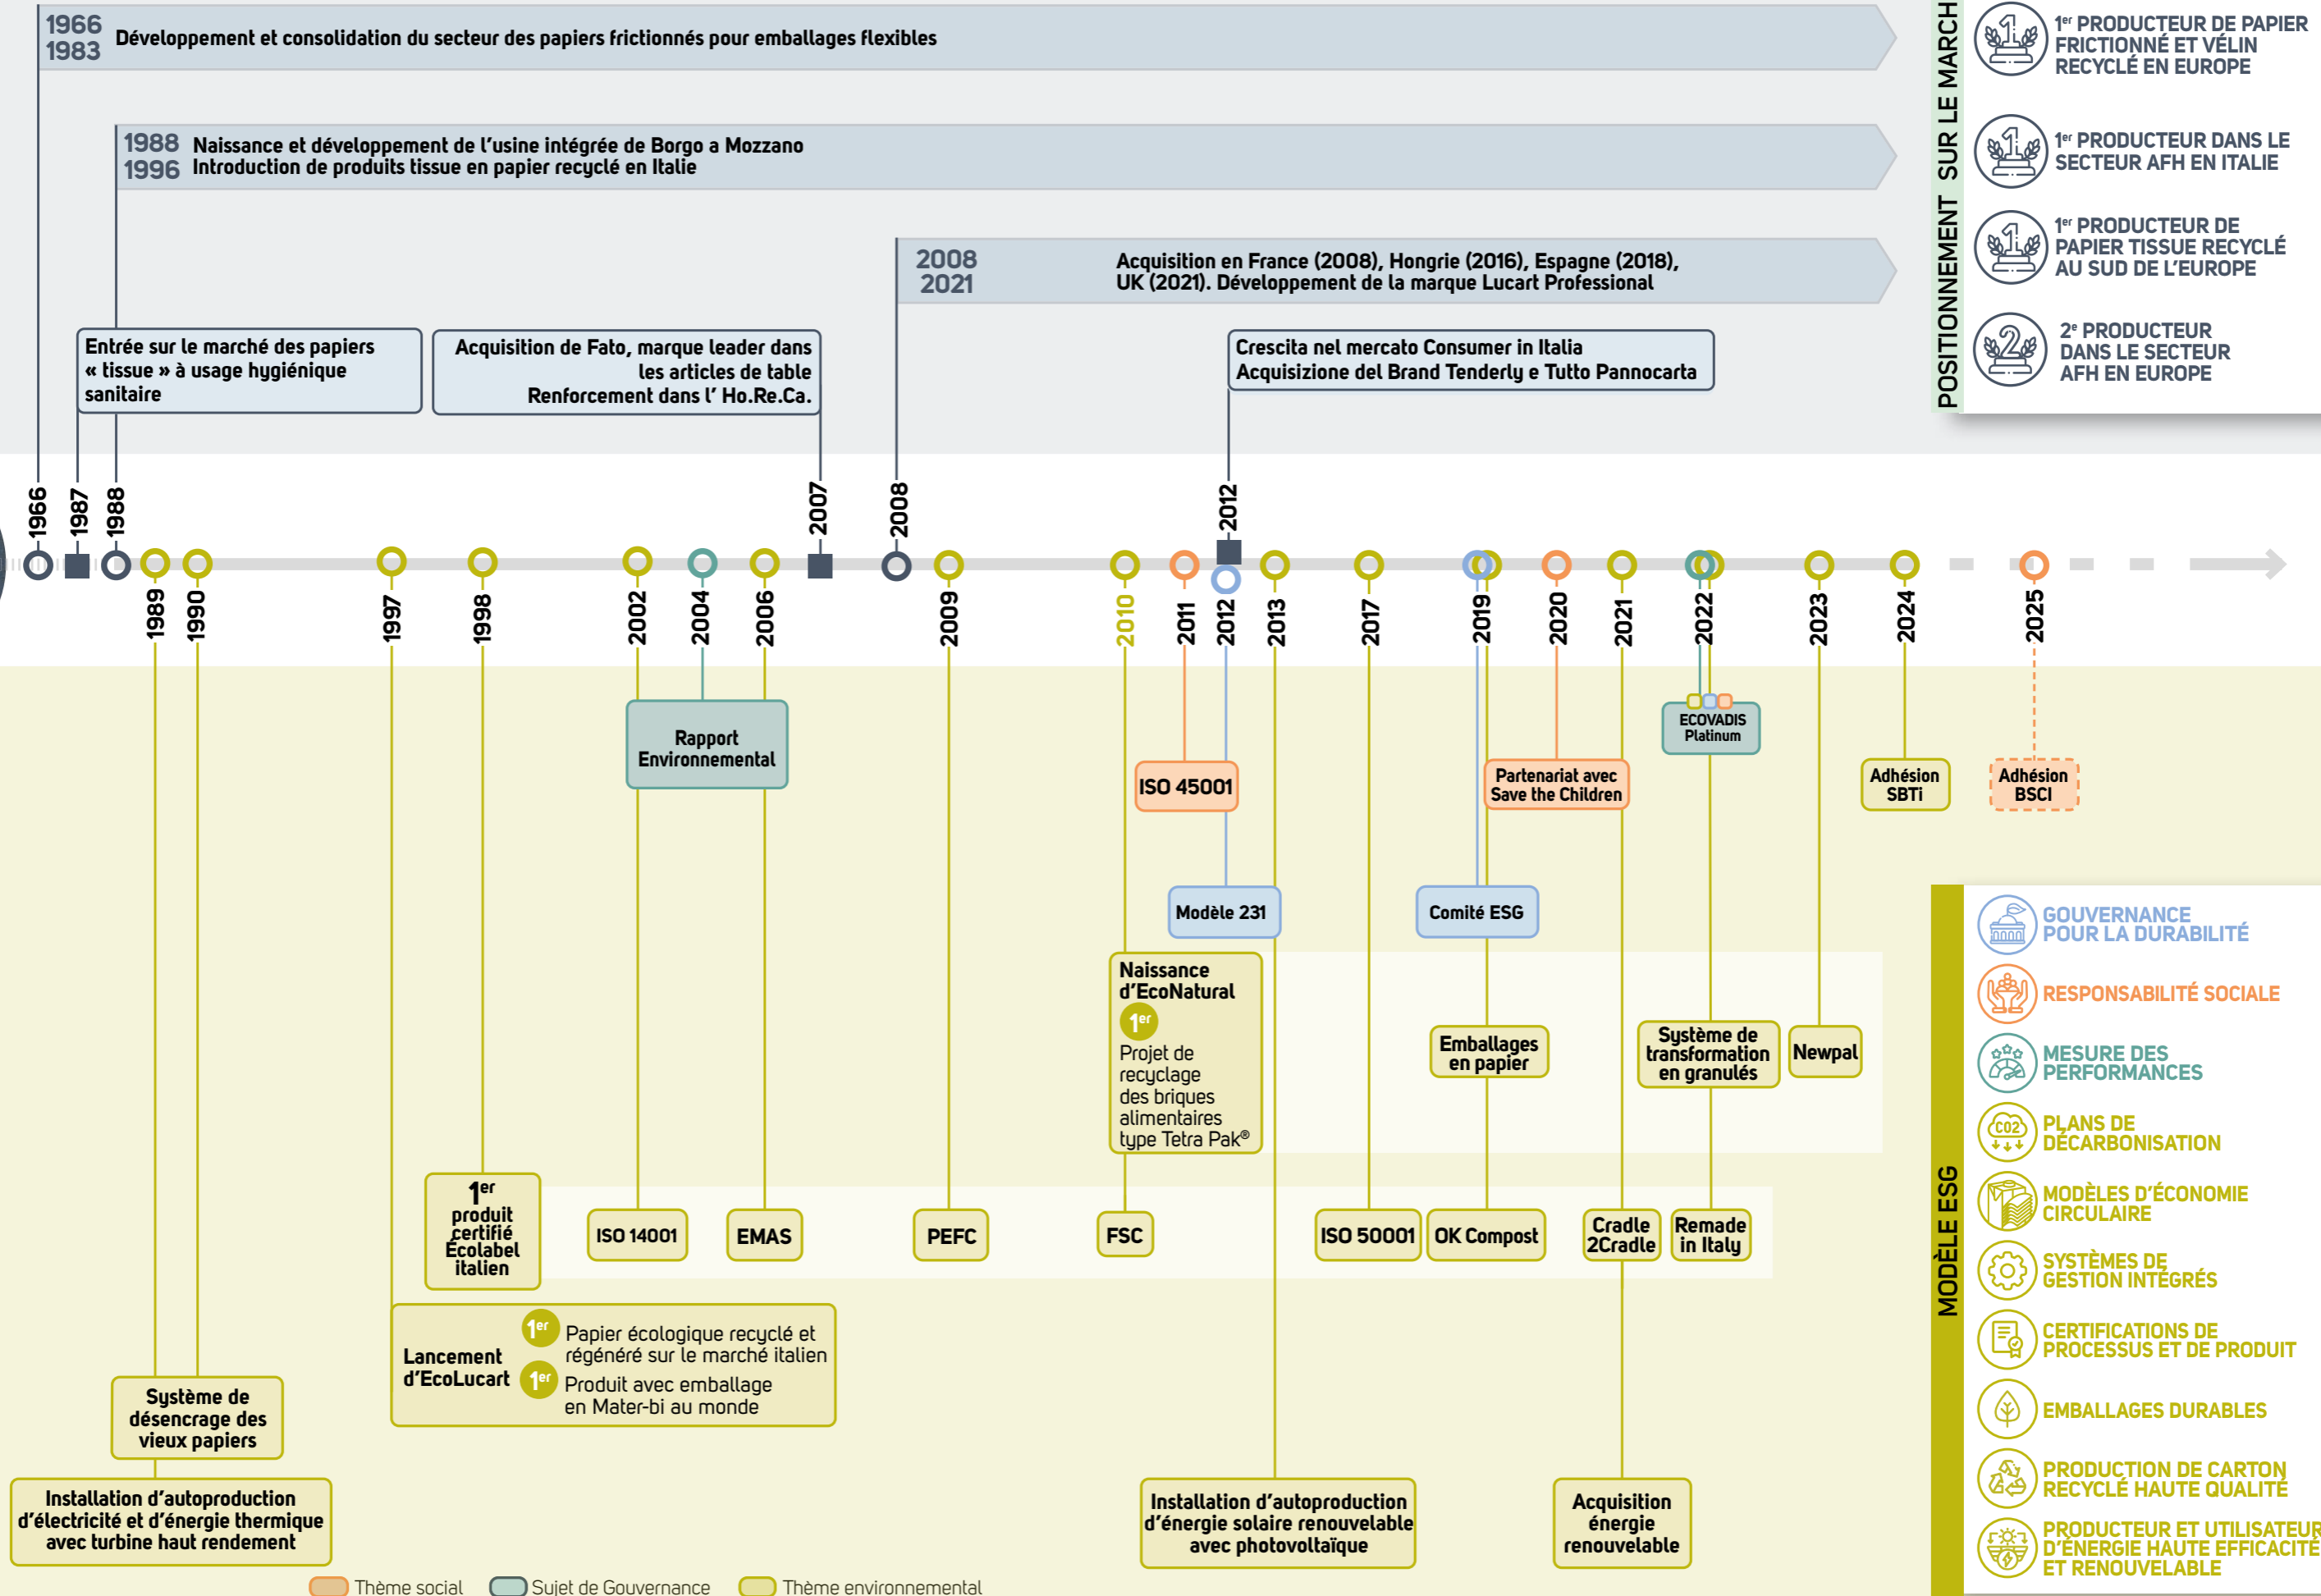 1966
1983
Développement et consolidation du secteur des papiers frictionnés pour emballages flexibles
1988
1996
Naissance et développement de l'usine intégrée de Borgo a Mozzano
Introduction de produits tissue en papier recyclé en Italie
2008
2021
Acquisition en France (2008), Hongrie (2016), Espagne (2018),
UK (2021). Développement de la marque Lucart Professional
Entrée sur le marché des papiers
« tissue » à usage hygiénique
sanitaire
Acquisition de Fato, marque leader dans
les articles de table
Renforcement dans l' Ho.Re.Ca.
Crescita nel mercato Consumer in Italia
Acquisizione del Brand Tenderly e Tutto Pannocarta
POSITIONNEMENT SUR LE MARCH
1
1er PRODUCTEUR DE PAPIER
FRICTIONNÉ ET VÉLIN
RECYCLÉ EN EUROPE
1
1er PRODUCTEUR DANS LE
SECTEUR AFH EN ITALIE
1
1er PRODUCTEUR DE
PAPIER TISSUE RECYCLÉ
AU SUD DE L'EUROPE
2
2e PRODUCTEUR
DANS LE SECTEUR
AFH EN EUROPE
1966
1987
1988
2007
2008
2012
1989
1990
1997
1998
2002
2004
2006
2009
2010
2011
2012
2013
2017
2019
2020
2021
2022
2023
2024
2025
Rapport
Environnemental
ISO 45001
Partenariat avec
Save the Children
ECOVADIS
Platinum
Adhésion
SBTi
Adhésion
BSCI
Modèle 231
Comité ESG
Naissance
d'EcoNatural
1er
Projet de
recyclage
des briques
alimentaires
type Tetra Pak®
Emballages
en papier
Système de
transformation
en granulés
Newpal
1er
produit
certifié
Écolabel
italien
ISO 14001
EMAS
PEFC
FSC
ISO 50001
OK Compost
Cradle
2Cradle
Remade
in Italy
Lancement
d'EcoLucart
1er
Papier écologique recyclé et
régénéré sur le marché italien
1er
Produit avec emballage
en Mater-bi au monde
Système de
désencrage des
vieux papiers
Installation d'autoproduction
d'électricité et d'énergie thermique
avec turbine haut rendement
Installation d'autoproduction
d'énergie solaire renouvelable
avec photovoltaïque
Acquisition
énergie
renouvelable
MODÈLE ESG
GOUVERNANCE
POUR LA DURABILITÉ
RESPONSABILITÉ SOCIALE
MESURE DES
PERFORMANCES
CO2
PLANS DE
DÉCARBONISATION
MODÈLES D'ÉCONOMIE
CIRCULAIRE
SYSTÈMES DE
GESTION INTÉGRÉS
CERTIFICATIONS DE
PROCESSUS ET DE PRODUIT
EMBALLAGES DURABLES
PRODUCTION DE CARTON
RECYCLÉ HAUTE QUALITÉ
PRODUCTEUR ET UTILISATEUR
D'ÉNERGIE HAUTE EFFICACITÉ
ET RENOUVELABLE
Thème social
Sujet de Gouvernance
Thème environnemental